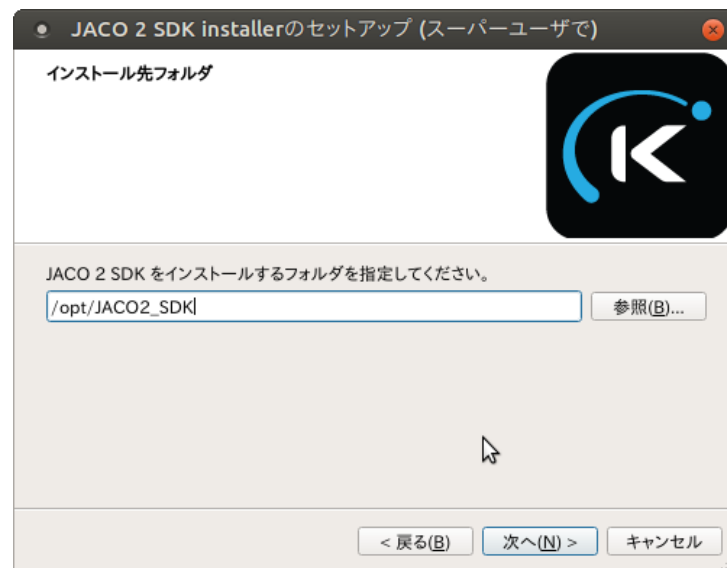 JACO 2 SDK installerのセットアップ (スーパーユーザで)
インストール先フォルダ
K
JACO 2 SDK をインストールするフォルダを指定してください。
/opt/JACO2_SDK
参照(B)...
< 戻る(B)
次へ(N) >
キャンセル